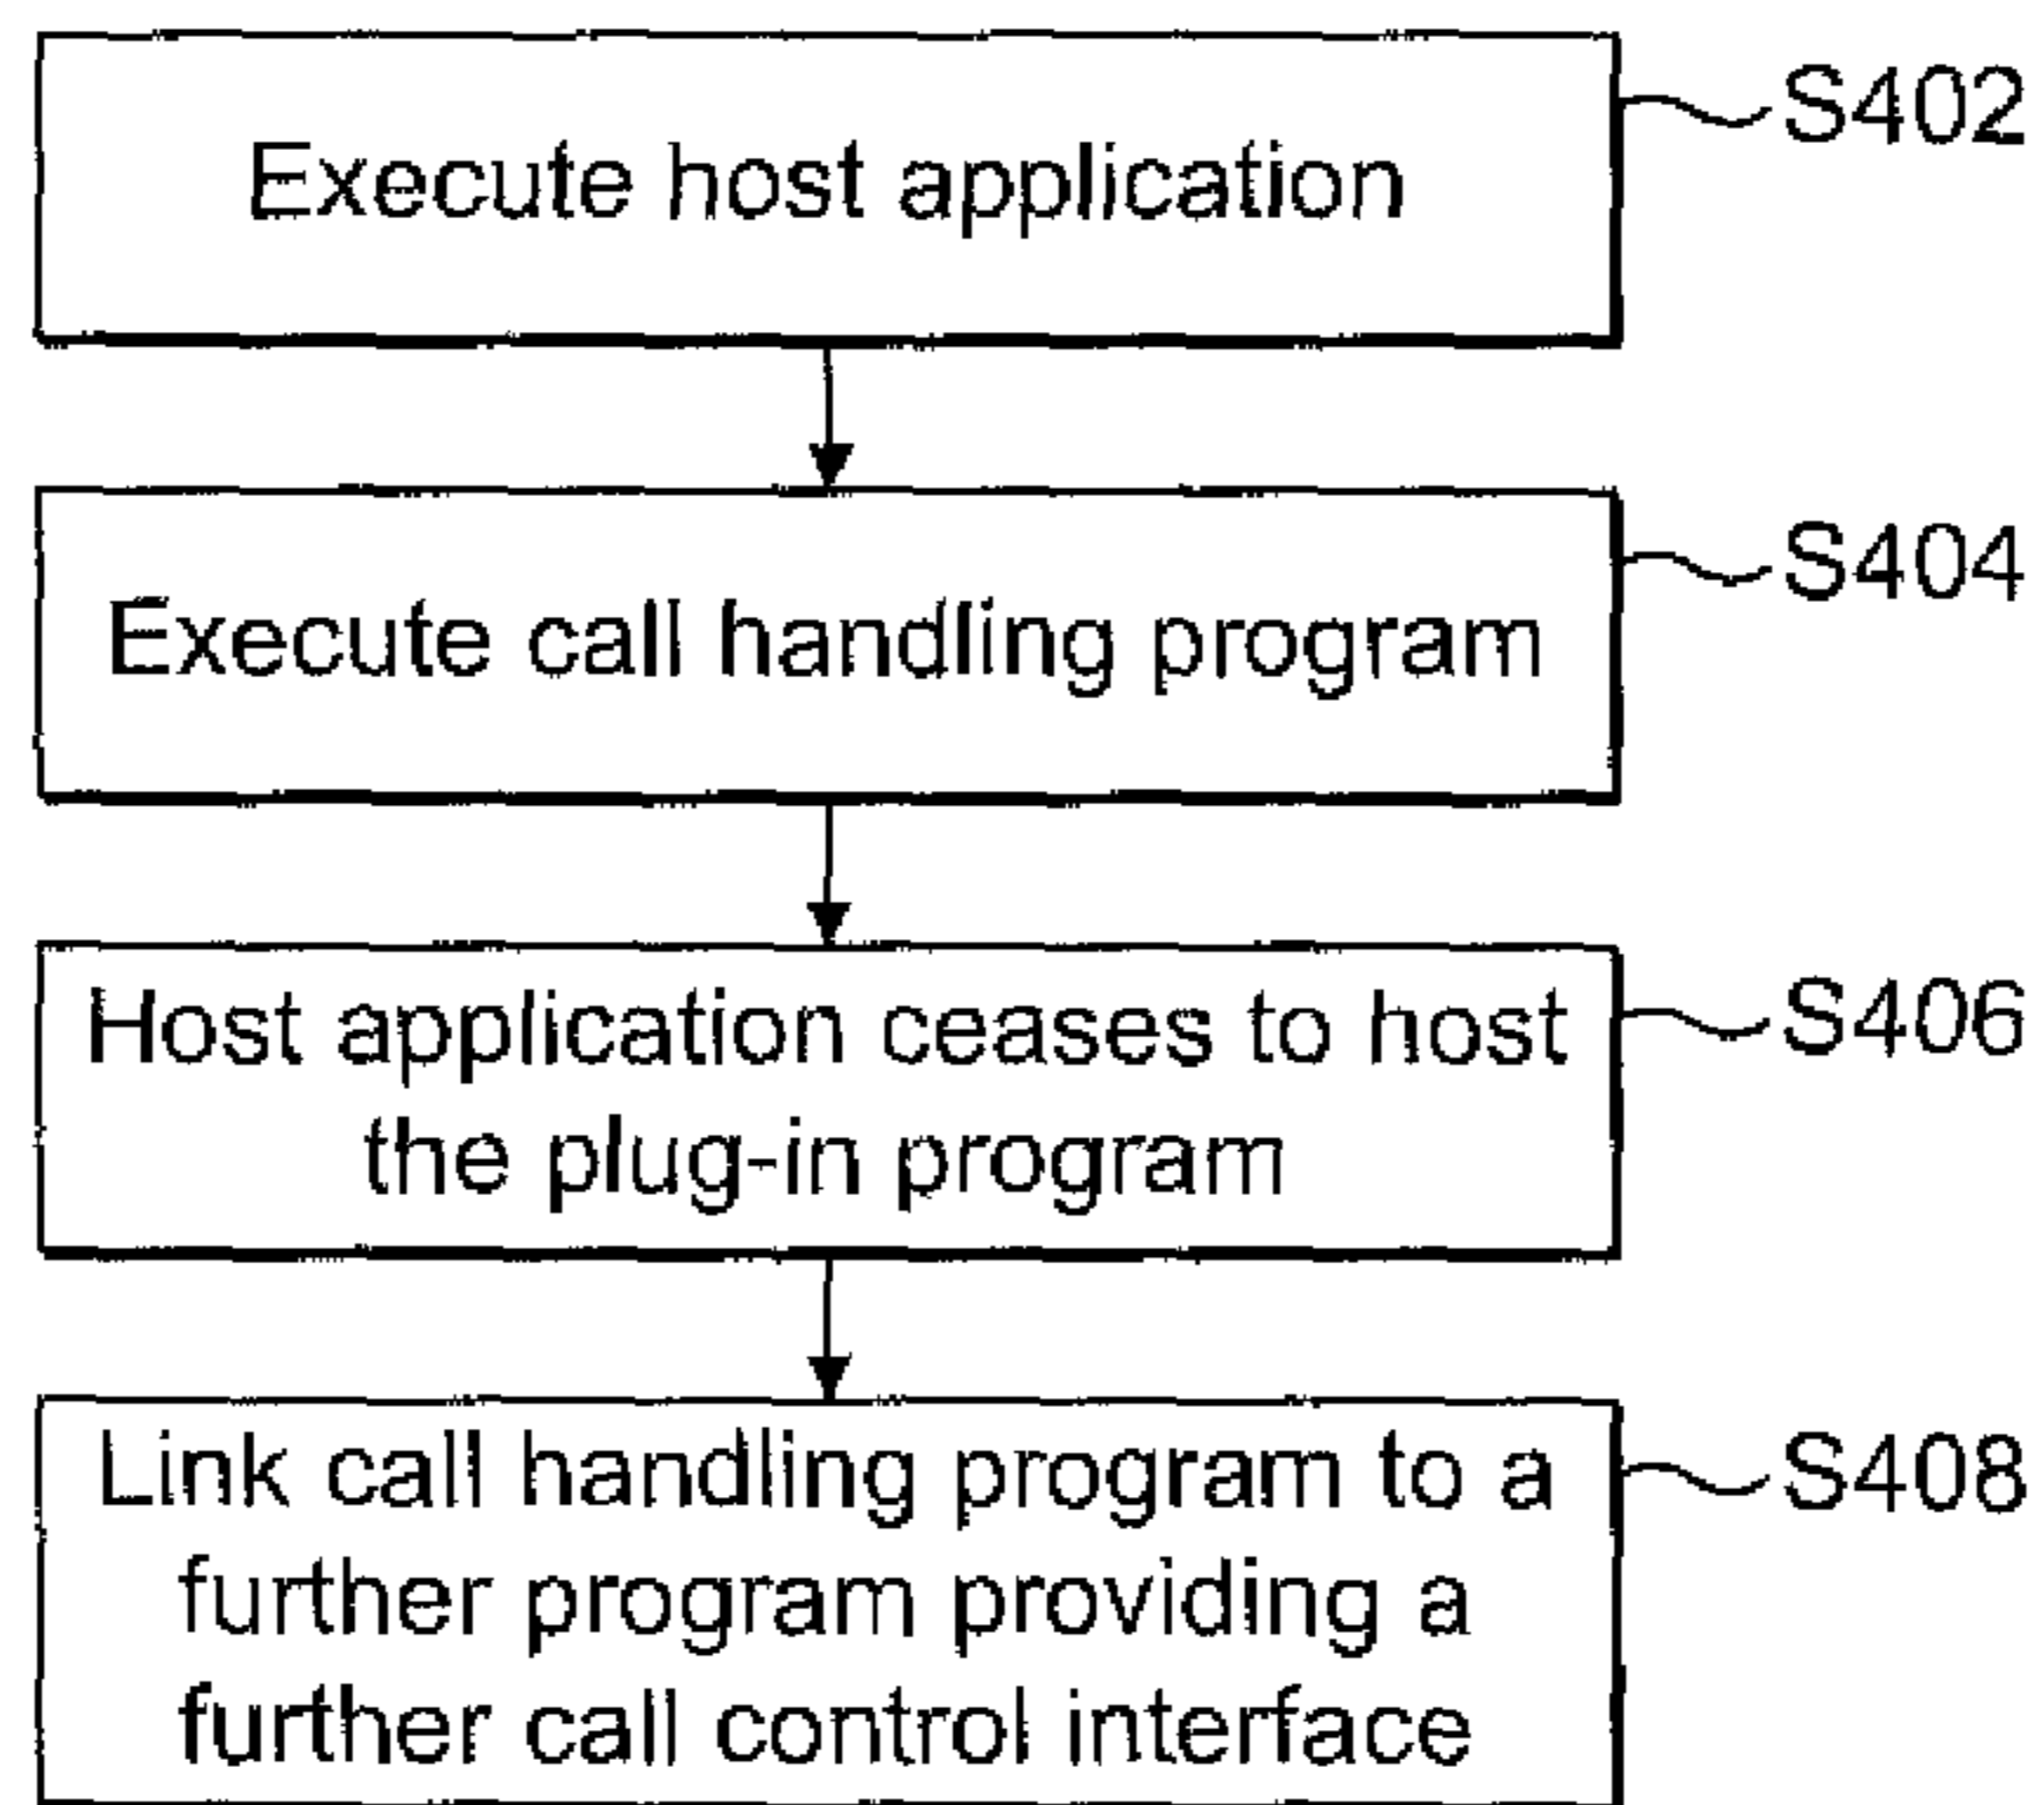 Execute host application
S402
Execute call handling program
S404
Host application ceases to host
the plug-in program
S406
Link call handling program to a
further program providing a
further call control interface
S408